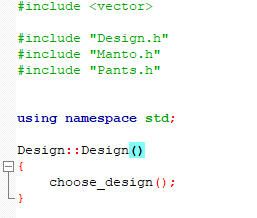 #include <vector>
#include "Design.h"
#include "Manto.h"
#include "Pants.h"
using namespace std;
Design::Design()
{
    choose_design();
}